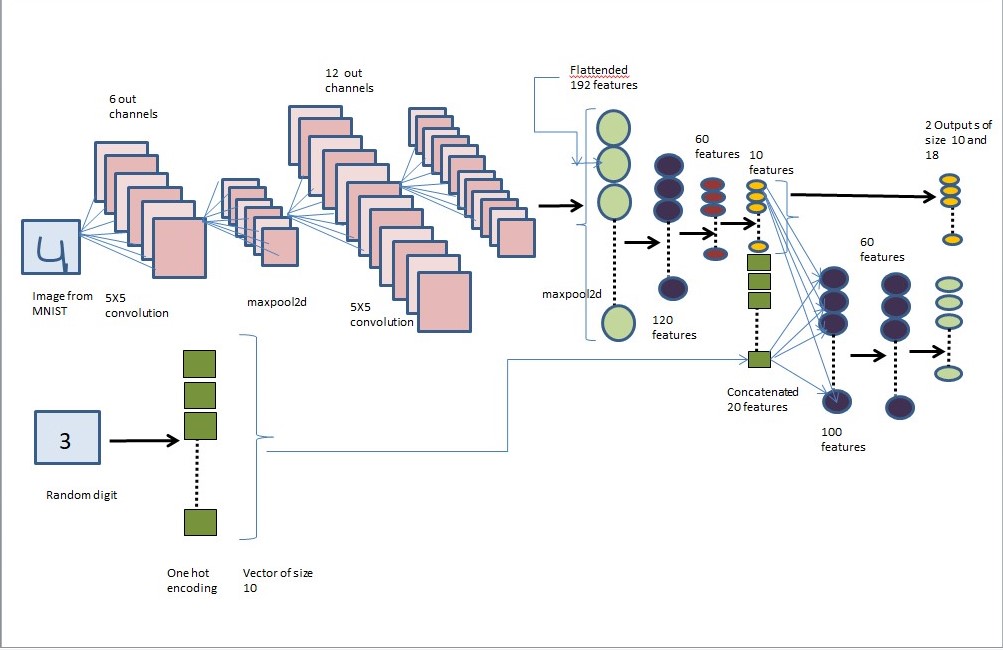 6 out
channels
12 out
channels
Flattended
192 features
60
features
10
features
2 Output s of
size 10 and
18
4
Image from
MNIST
5X5
convolution
maxpool2d
5X5
convolution
maxpool2d
120
features
60
features
Concatenated
20 features
100
features
3
Random digit
One hot
encoding
Vector of size
10